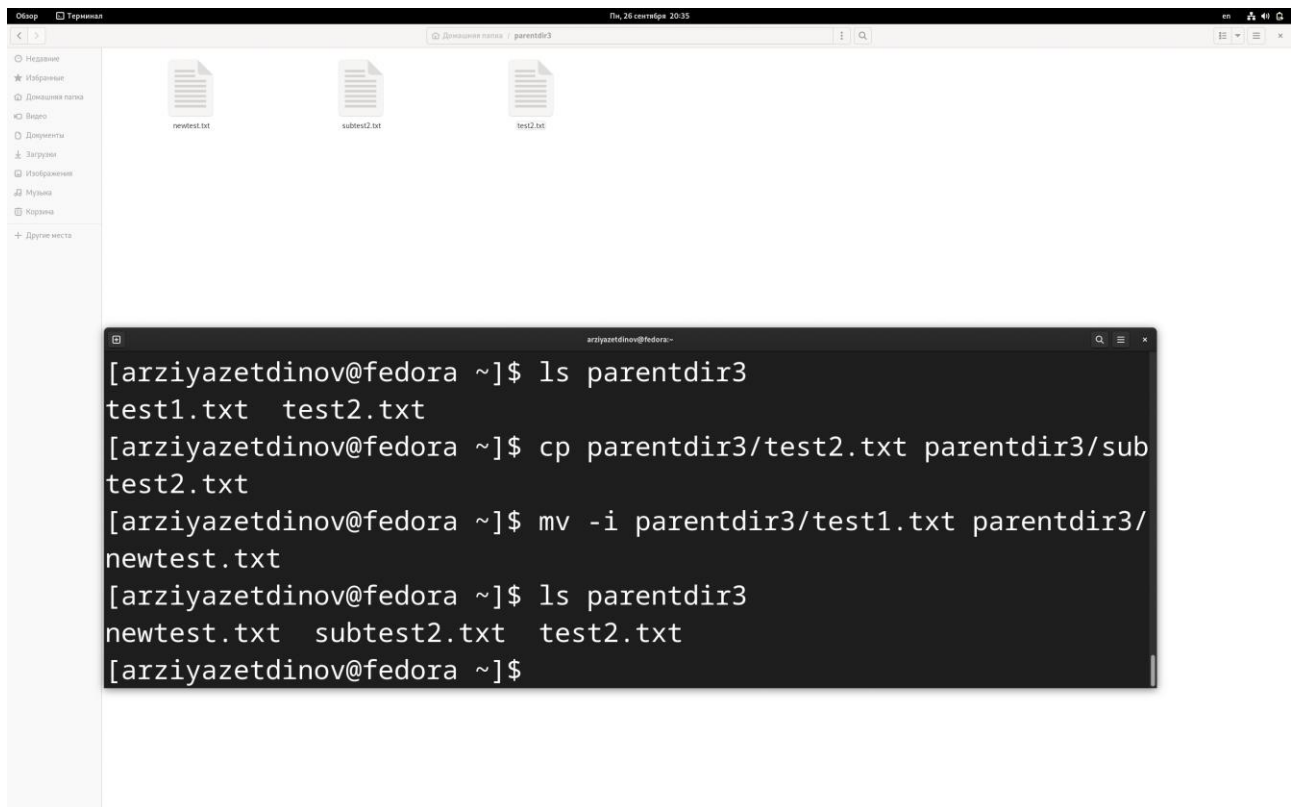 Обзор Терминал Пн, 26 сентября 20:35 en
Домашняя папка / parentdir3
Недавние
Избранные
Домашняя папка
Видео
Документы
Загрузки
Изображения
Музыка
Корзина
Другие места
newtest.txt subtest2.txt test2.txt
arziyazetdinov@fedora:~
[arziyazetdinov@fedora ~]$ ls parentdir3
test1.txt  test2.txt
[arziyazetdinov@fedora ~]$ cp parentdir3/test2.txt parentdir3/sub
test2.txt
[arziyazetdinov@fedora ~]$ mv -i parentdir3/test1.txt parentdir3/
newtest.txt
[arziyazetdinov@fedora ~]$ ls parentdir3
newtest.txt  subtest2.txt  test2.txt
[arziyazetdinov@fedora ~]$